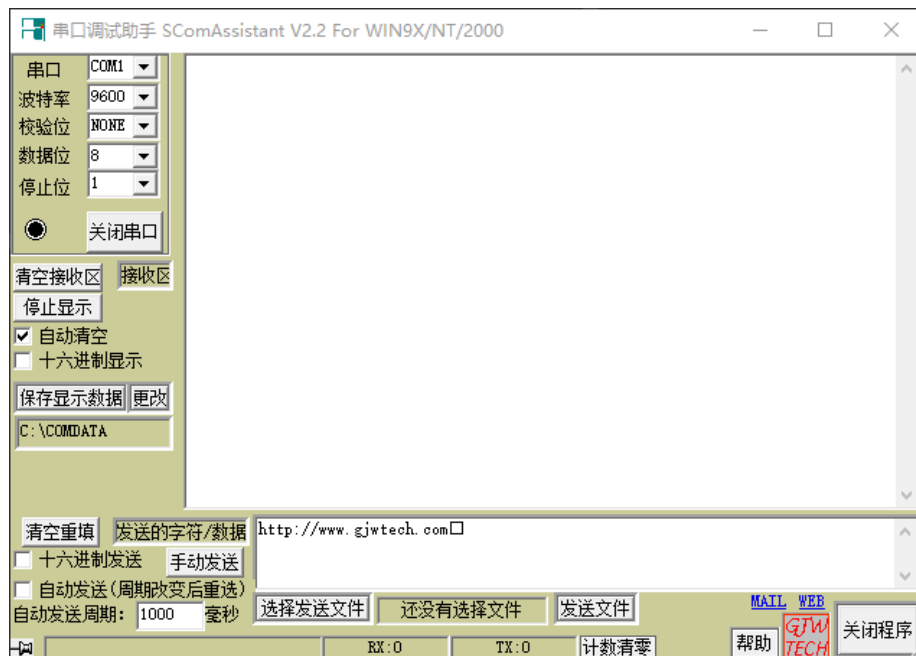 串口调试助手 SComAssistant V2.2 For WIN9X/NT/2000
串口 COM1
波特率 9600
校验位 NONE
数据位 8
停止位 1
关闭串口
清空接收区 接收区
停止显示
自动清空
十六进制显示
保存显示数据 更改
C:\COMDATA
清空重填 发送的字符/数据 http://www.gjwtech.com□
十六进制发送 手动发送
自动发送(周期改变后重选)
自动发送周期: 1000 毫秒 选择发送文件 还没有选择文件 发送文件 MAIL WEB
RX:0 TX:0 计数清零 帮助 GJW TECH 关闭程序